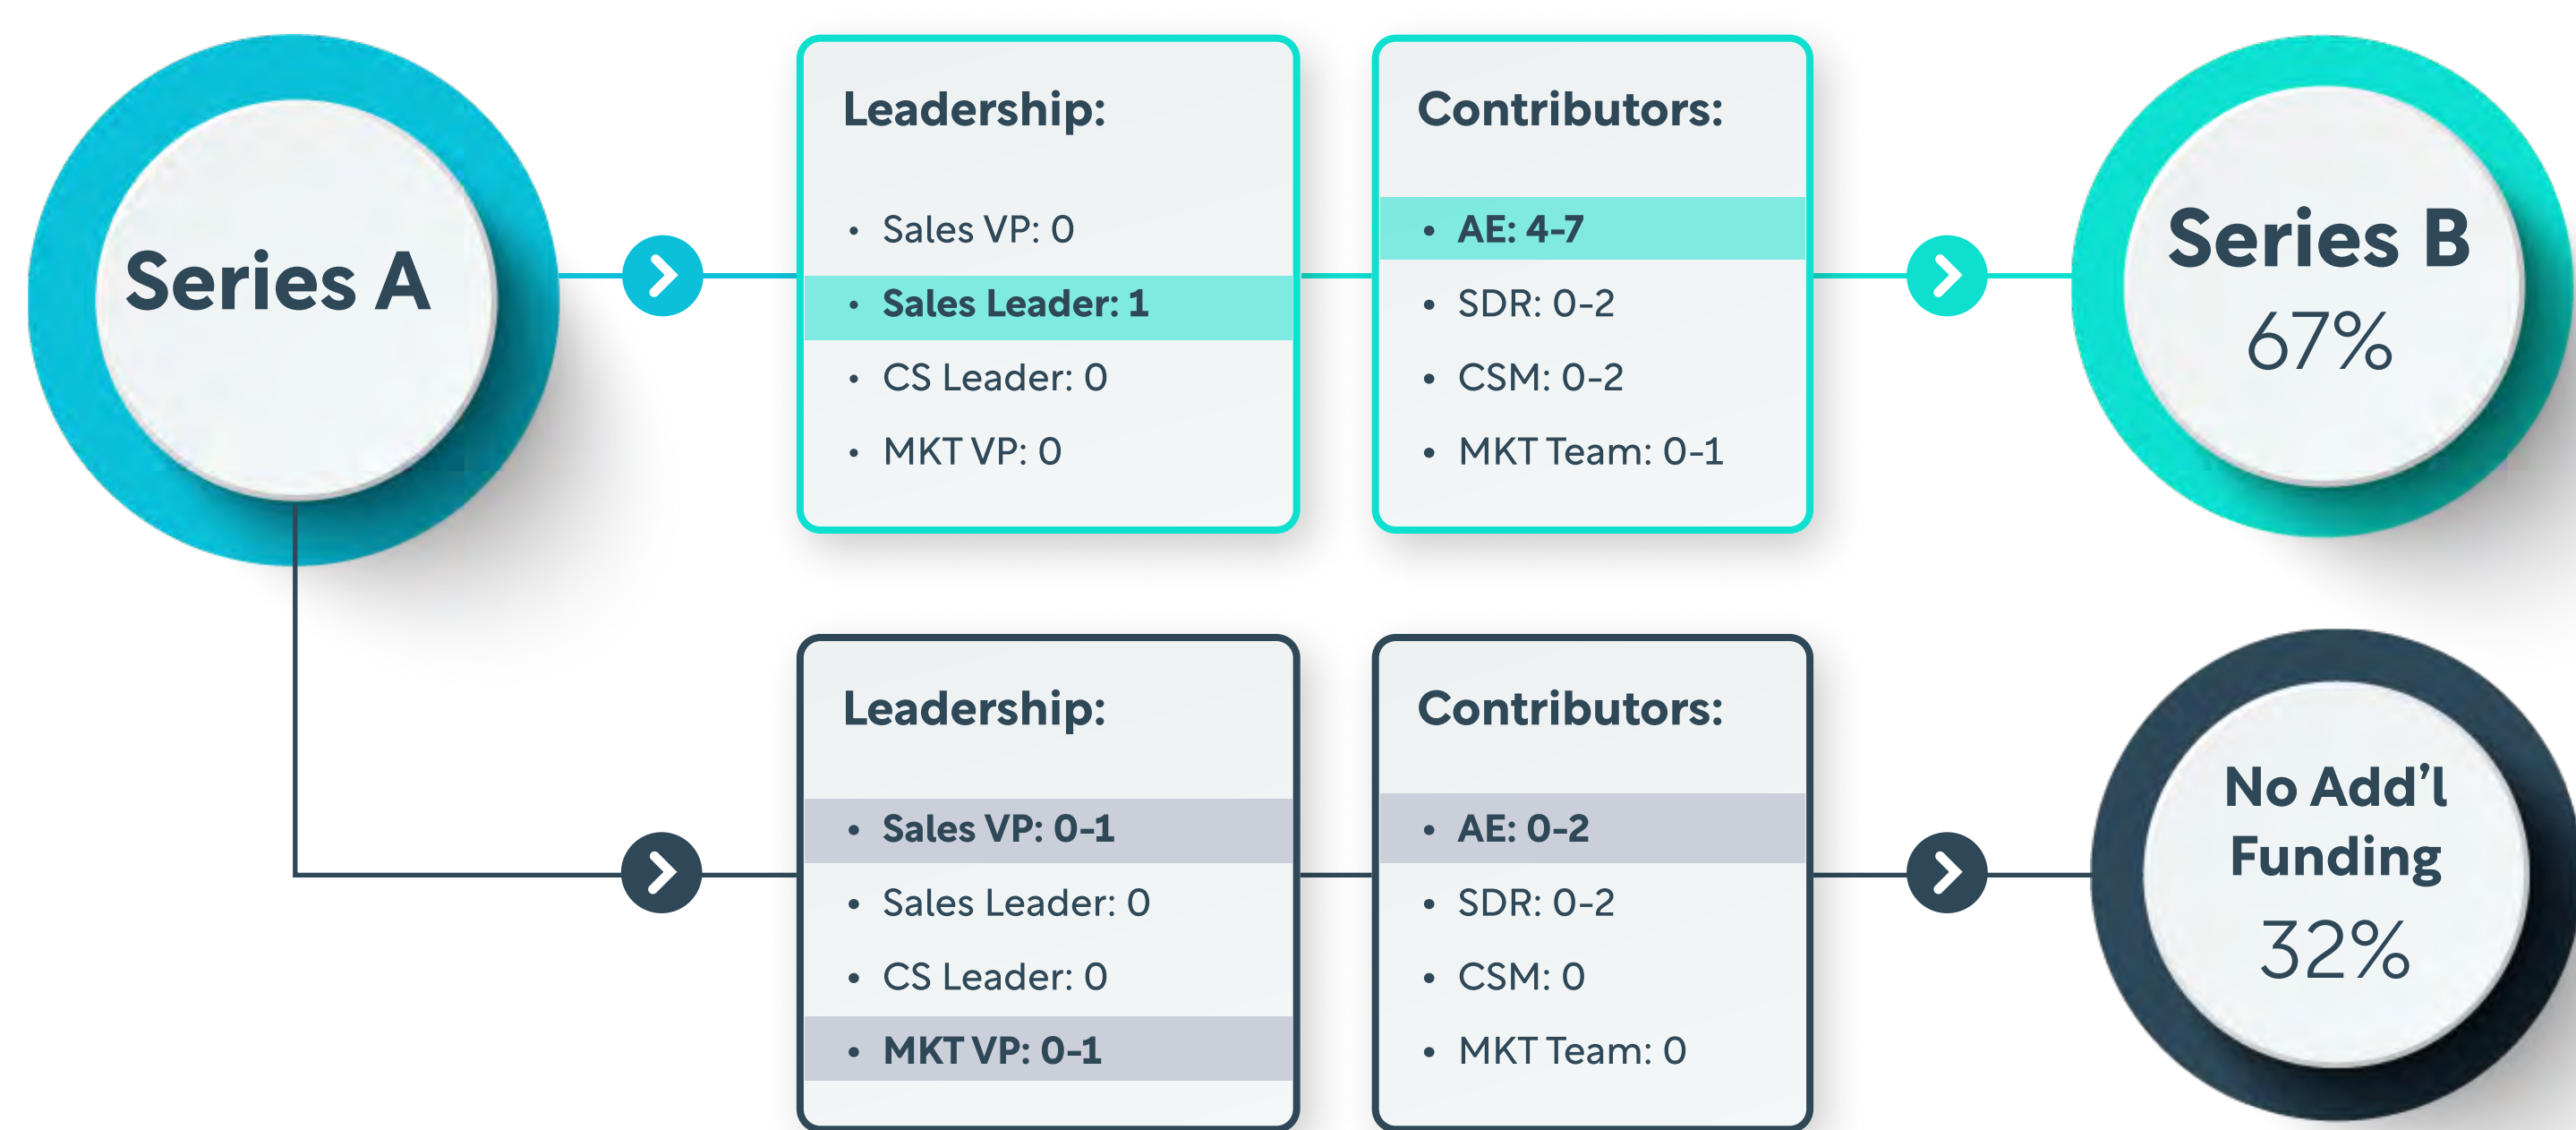 Series A
Leadership:
• Sales VP: 0
• Sales Leader: 1
• CS Leader: 0
• MKT VP: 0
Contributors:
• AE: 4-7
• SDR: 0-2
• CSM: 0-2
• MKT Team: 0-1
Series B
67%
Leadership:
• Sales VP: 0-1
• Sales Leader: 0
• CS Leader: 0
• MKT VP: 0-1
Contributors:
• AE: 0-2
• SDR: 0-2
• CSM: 0
• MKT Team: 0
No Add’l
Funding
32%